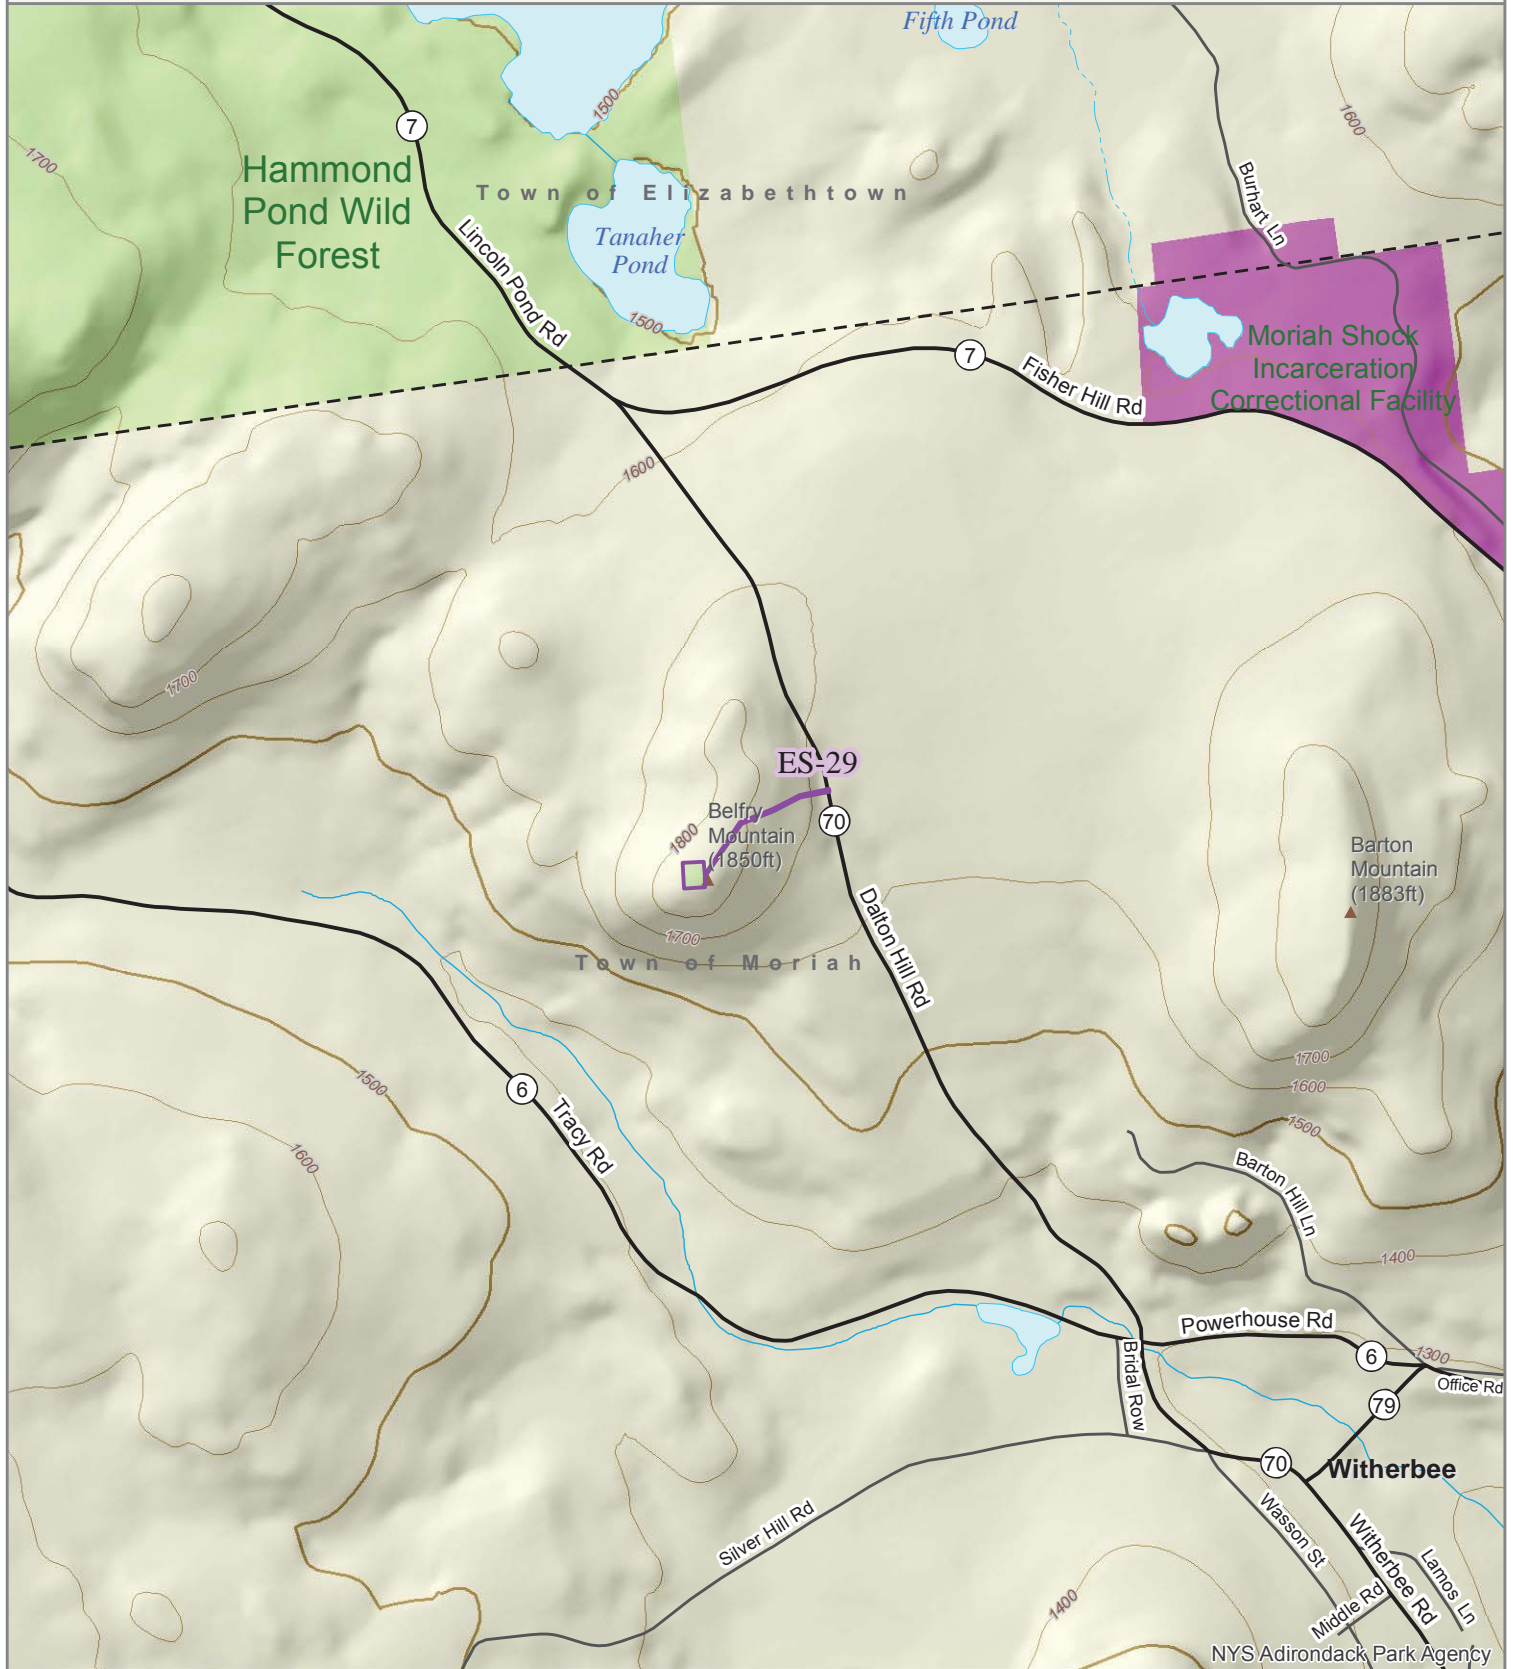 Fifth Pond
1500
1600
7
1700
Hammond
Pond Wild
Forest
Town of Elizabethtown
Burhart Ln
Tanaher
Pond
Lincoln Pond Rd
1500
7
Fisher Hill Rd
Moriah Shock
Incarceration
Correctional Facility
1600
1700
ES-29
Belfry
Mountain
(1850ft)
1800
70
Barton
Mountain
(1883ft)
Dalton Hill Rd
1700
Town of Moriah
1700
1600
1500
1500
6
Tracy Rd
1600
Barton Hill Ln
1400
Powerhouse Rd
6
1300
Office Rd
Bridal Row
79
70
Witherbee
Silver Hill Rd
Wasson St
Witherbee Rd
Lamos Ln
Middle Rd
1400
NYS Adirondack Park Agency